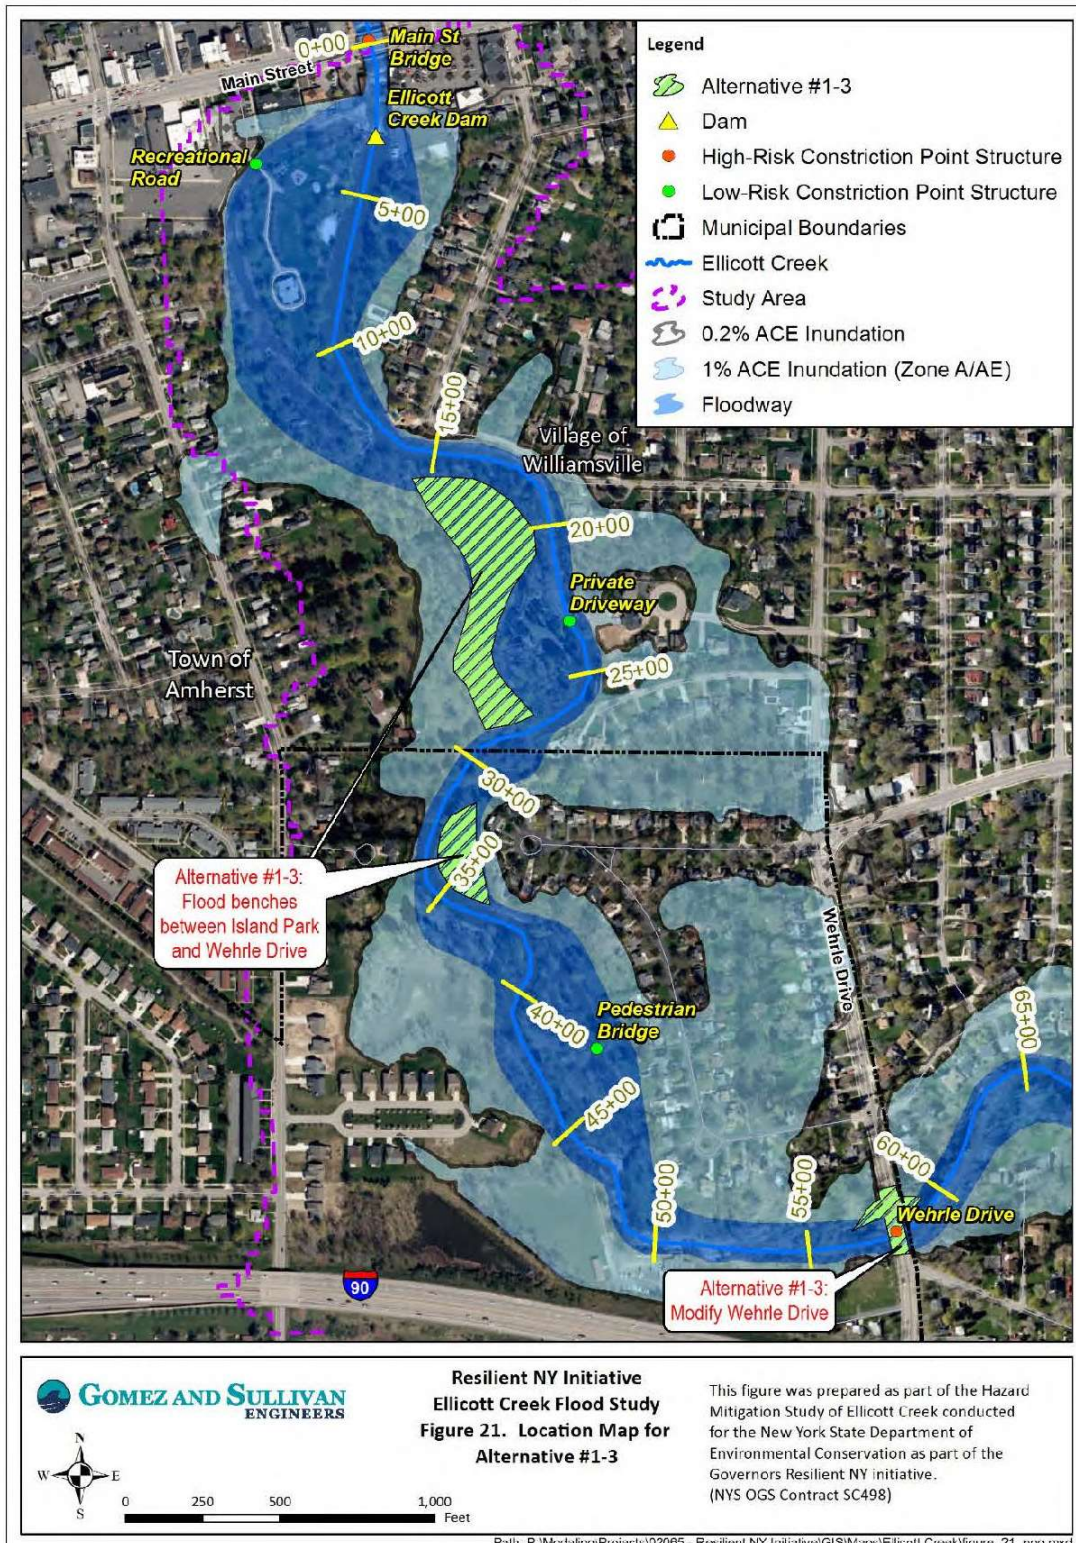 0+00
Main Street
Main St
Bridge
Ellicott
Creek Dam
Recreational
Road
5+00
10+00
15+00
Village of
Williamsville
20+00
Private
Driveway
25+00
Town of
Amherst
30+00
35+00
Alternative #1-3:
Flood benches
between Island Park
and Wehrle Drive
Wehrle Drive
40+00
Pedestrian
Bridge
45+00
50+00
55+00
60+00
65+00
Wehrle Drive
Alternative #1-3:
Modify Wehrle Drive
90
Legend
Alternative #1-3
Dam
High-Risk Constriction Point Structure
Low-Risk Constriction Point Structure
Municipal Boundaries
Ellicott Creek
Study Area
0.2% ACE Inundation
1% ACE Inundation (Zone A/AE)
Floodway
GOMEZ AND SULLIVAN
ENGINEERS
N
W E
S
0 250 500 1,000
Feet
Resilient NY Initiative
Ellicott Creek Flood Study
Figure 21. Location Map for
Alternative #1-3
This figure was prepared as part of the Hazard
Mitigation Study of Ellicott Creek conducted
for the New York State Department of
Environmental Conservation as part of the
Governors Resilient NY initiative.
(NYS OGS Contract SC498)